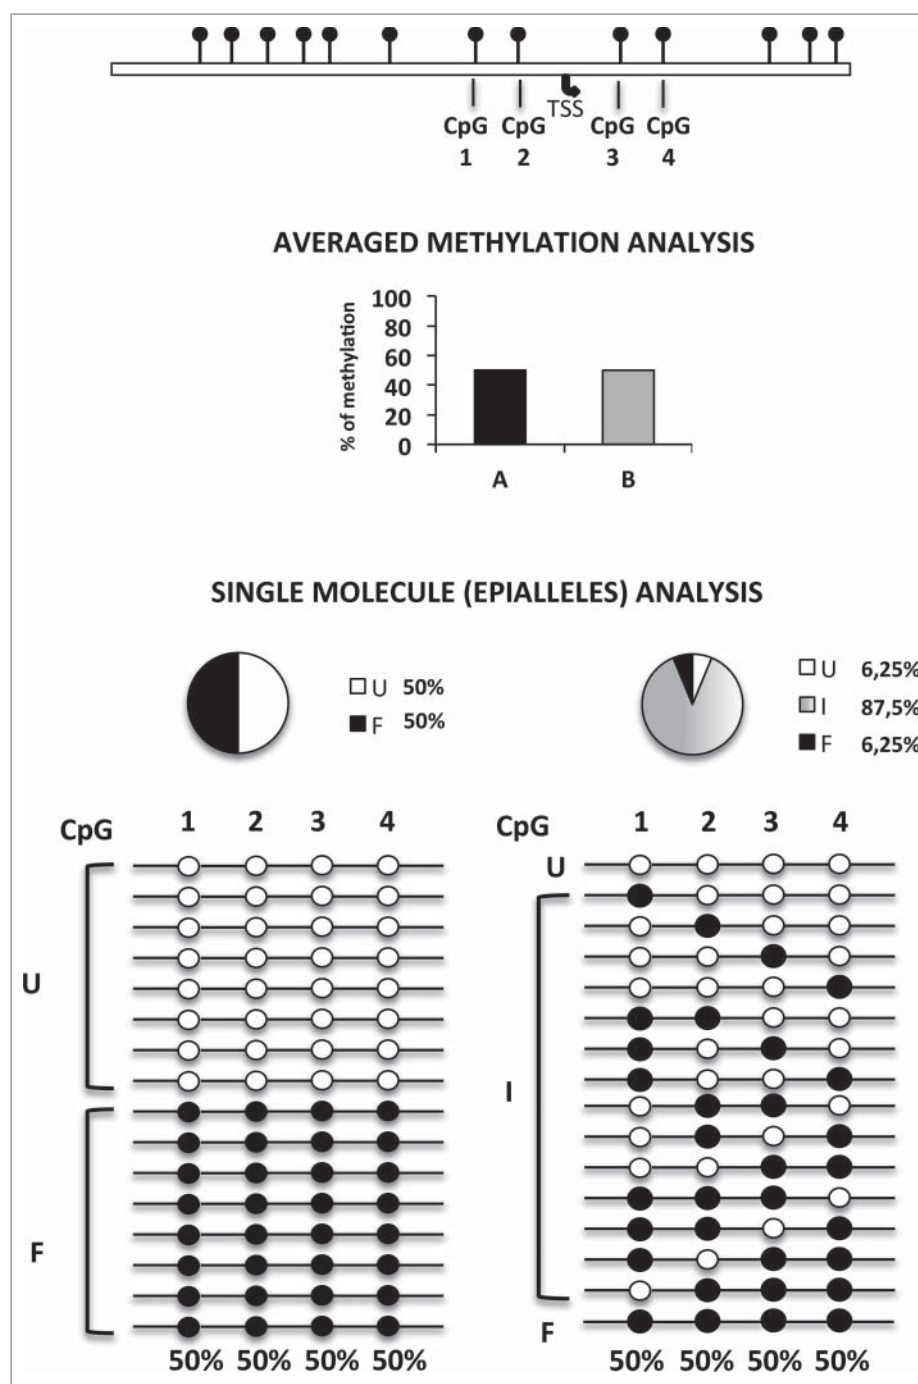 TSS
CpG CpG CpG CpG
1 2 3 4
AVERAGED METHYLATION ANALYSIS
% of methylation
100
80
60
40
20
0
A B
SINGLE MOLECULE (EPIALLELES) ANALYSIS
U 50%
F 50%
U 6,25%
I 87,5%
F 6,25%
CpG 1 2 3 4
U
F
50% 50% 50% 50%
CpG 1 2 3 4
U
I
F
50% 50% 50% 50%